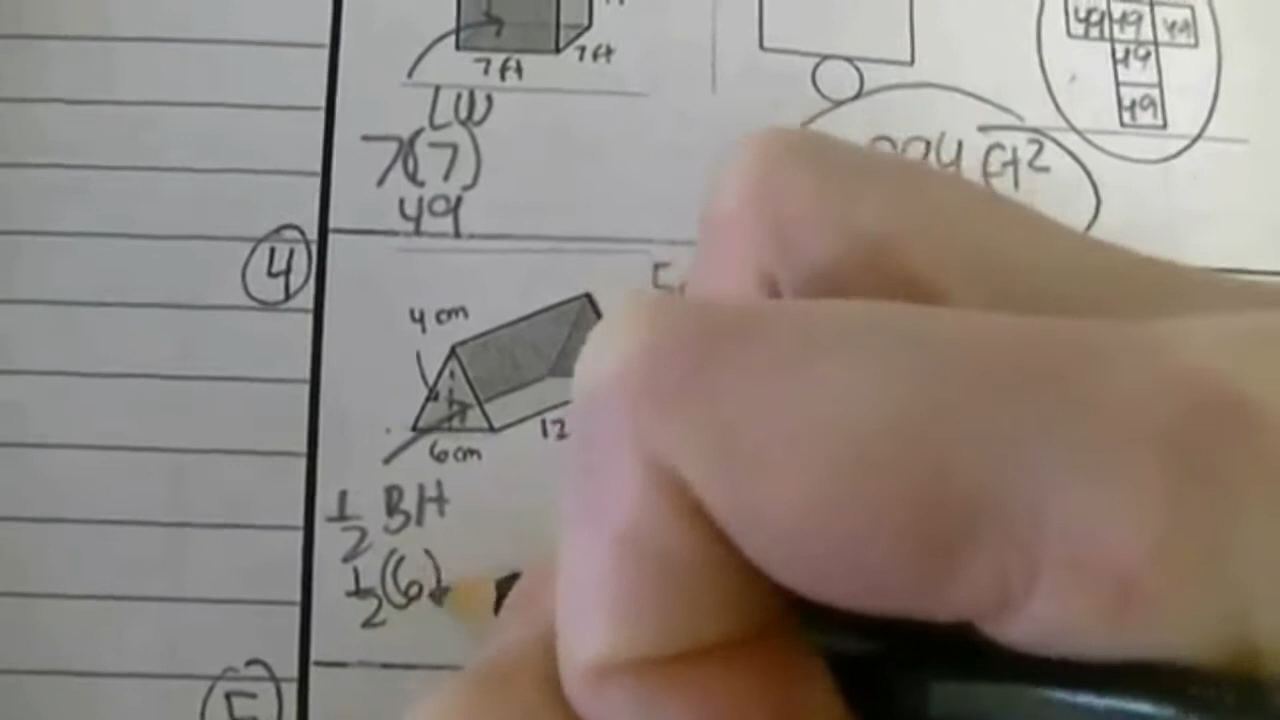 7 ft
7 ft
49 49 49
49
49
LW
7(7)
49
294 ft²
4
4 cm
12
6 cm
1/2 BH
1/2 (6)